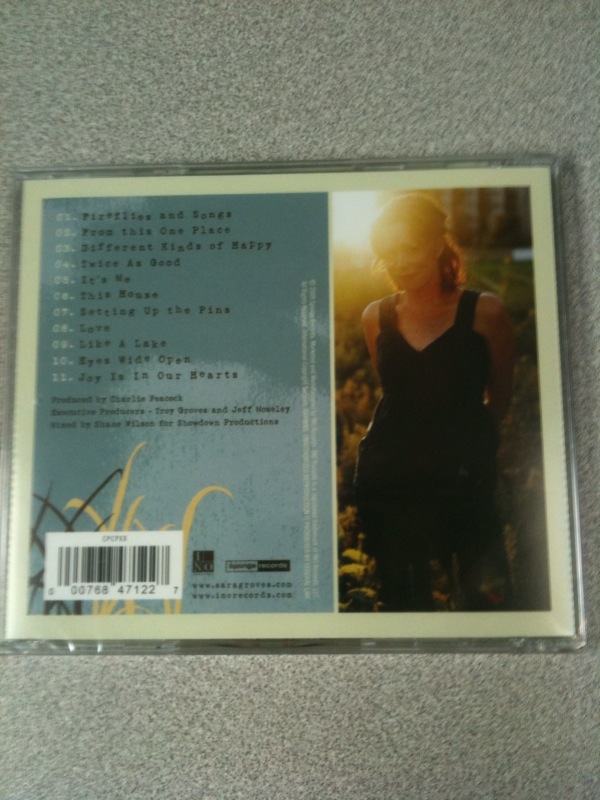 01. Fireflies and Songs
02. From this One Place
03. Different Kinds of Happy
04. Twice As Good
05. It's Me
06. This House
07. Setting Up the Pins
08. Love
09. Like A Lake
10. Eyes Wide Open
11. Joy Is In Our Hearts
Produced by Charlie Peacock
Executive Producers - Troy Groves and Jeff Moseley
Mixed by Shane Wilson for Showdown Productions
0 00768 47122 7
INO
sponge records
www.saragroves.com
www.inorecords.com